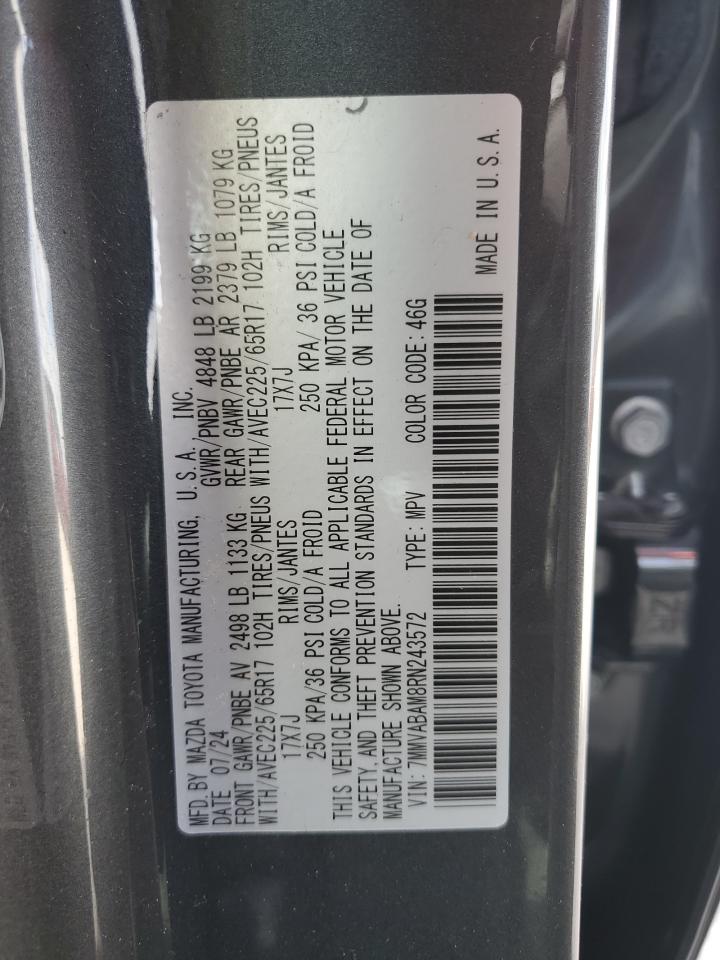 MFD. BY MAZDA TOYOTA MANUFACTURING, U.S.A. INC.
DATE 07/24 GVWR/PNBV 4848 LB 2199 KG
FRONT GAWR/PNBE AV 2498 LB 1133 KG REAR GAWR/PNBE AR 2379 LB 1079 KG
WITH/AVEC225/65R17 102H TIRES/PNEUS WITH/AVEC225/65R17 102H TIRES/PNEUS
17X7J RIMS/JANTES 17X7J RIMS/JANTES
250 KPA/36 PSI COLD/A FROID 250 KPA/ 36 PSI COLD/A FROID
THIS VEHICLE CONFORMS TO ALL APPLICABLE FEDERAL MOTOR VEHICLE
SAFETY, AND THEFT PREVENTION STANDARDS IN EFFECT ON THE DATE OF
MANUFACTURE SHOWN ABOVE.
VIN: 7MMVABAM8RN243572 TYPE: MPV COLOR CODE: 46G
MADE IN U.S.A.